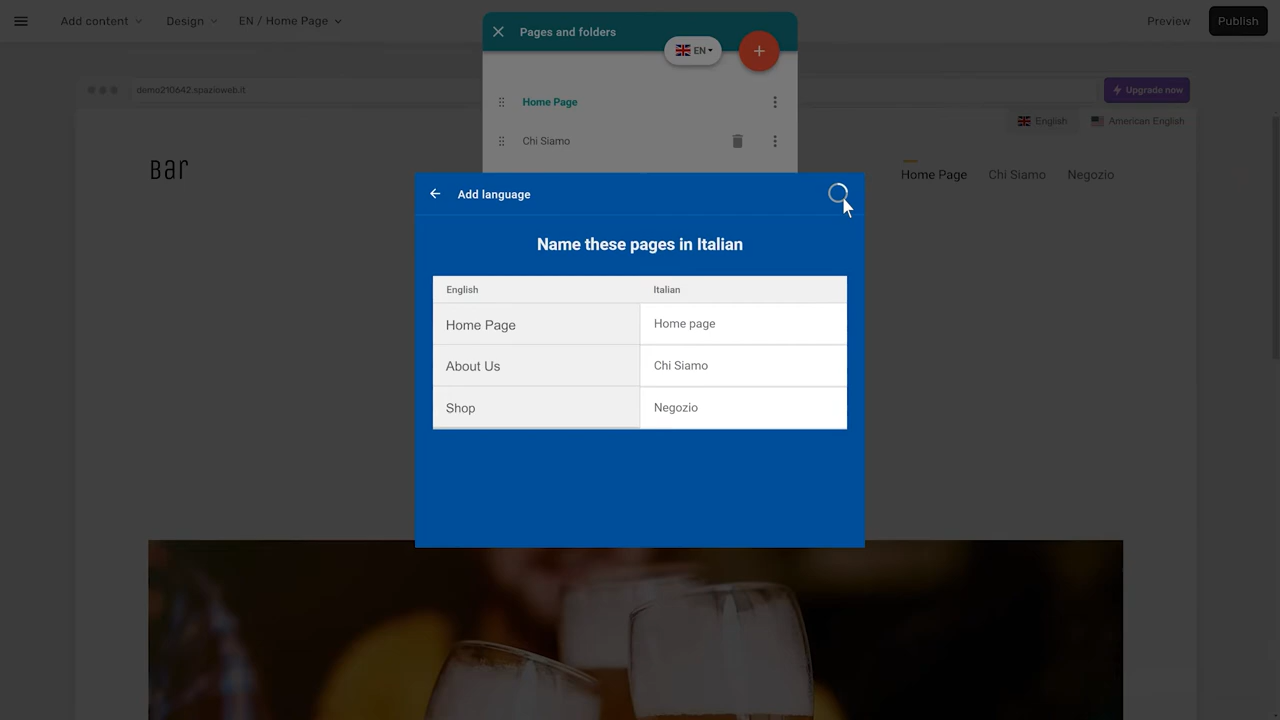 Add content
Design
EN / Home Page
Preview
Publish
Pages and folders
EN
demo210642.spazioweb.it
Upgrade now
Home Page
English
American English
Chi Siamo
Bar
Home Page
Chi Siamo
Negozio
Add language
Name these pages in Italian
English
Italian
Home Page
Home page
About Us
Chi Siamo
Shop
Negozio